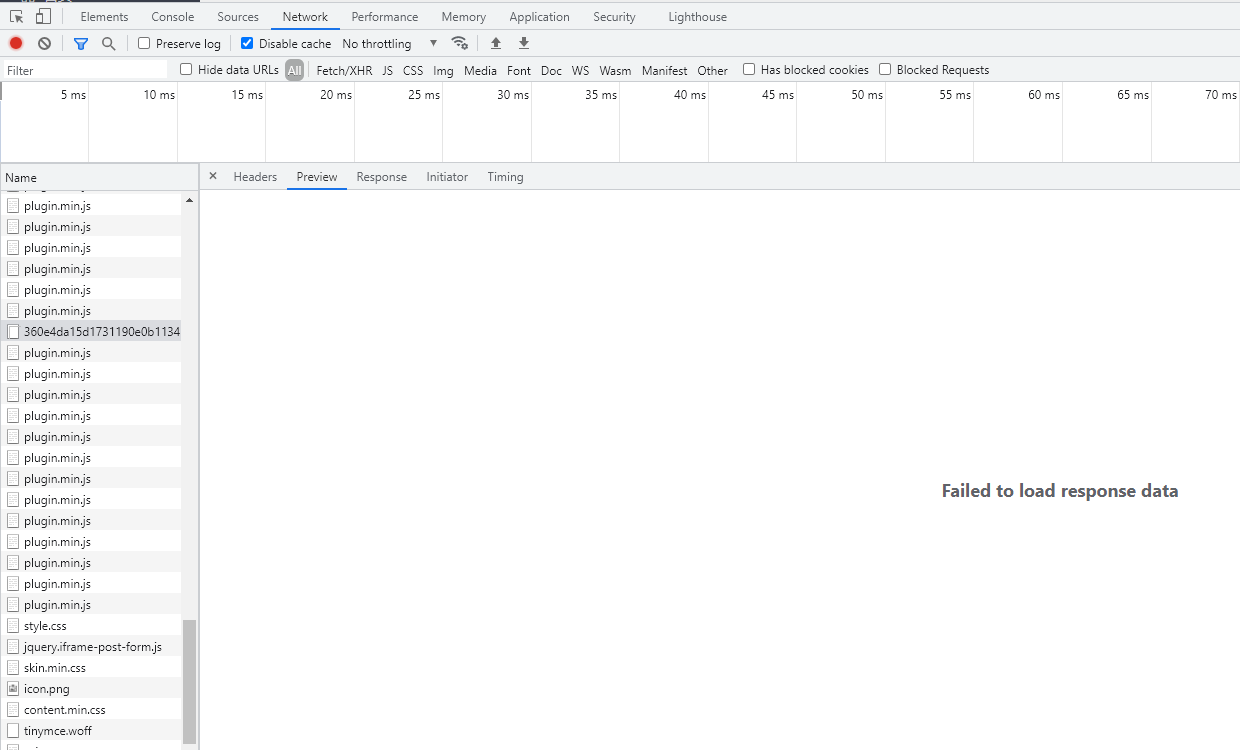 Elements Console Sources Network Performance Memory Application Security Lighthouse
Preserve log Disable cache No throttling
Filter Hide data URLs All Fetch/XHR JS CSS Img Media Font Doc WS Wasm Manifest Other Has blocked cookies Blocked Requests
5 ms 10 ms 15 ms 20 ms 25 ms 30 ms 35 ms 40 ms 45 ms 50 ms 55 ms 60 ms 65 ms 70 ms
Name × Headers Preview Response Initiator Timing
plugin.min.js
plugin.min.js
plugin.min.js
plugin.min.js
plugin.min.js
plugin.min.js
360e4da15d1731190e0b1134
plugin.min.js
plugin.min.js
plugin.min.js
plugin.min.js
plugin.min.js
plugin.min.js
plugin.min.js
Failed to load response data
plugin.min.js
plugin.min.js
plugin.min.js
plugin.min.js
plugin.min.js
plugin.min.js
style.css
jquery.iframe-post-form.js
skin.min.css
icon.png
content.min.css
tinymce.woff